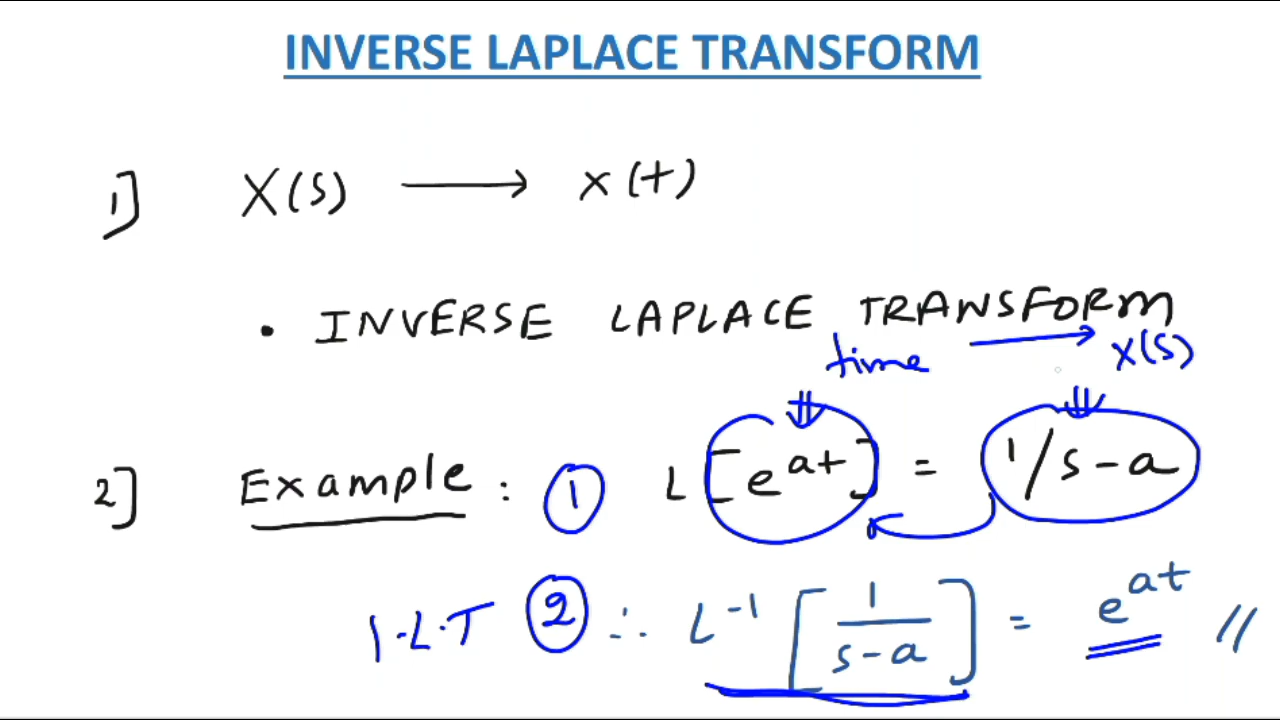 INVERSE LAPLACE TRANSFORM
1] X(s) → x(t)
• INVERSE LAPLACE TRANSFORM
time → X(s)
2] Example : ① L[e^{at}] = 1/s-a
I.L.T ② ∴ L^{-1} [1/(s-a)] = e^{at} //